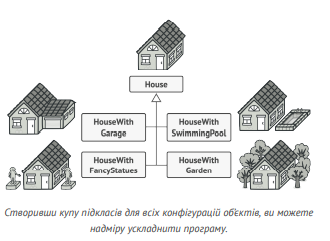 House
HouseWith
Garage
HouseWith
SwimmingPool
HouseWith
FancyStatues
HouseWith
Garden
Створивши купу підкласів для всіх конфігурацій об'єктів, ви можете
надміру ускладнити програму.